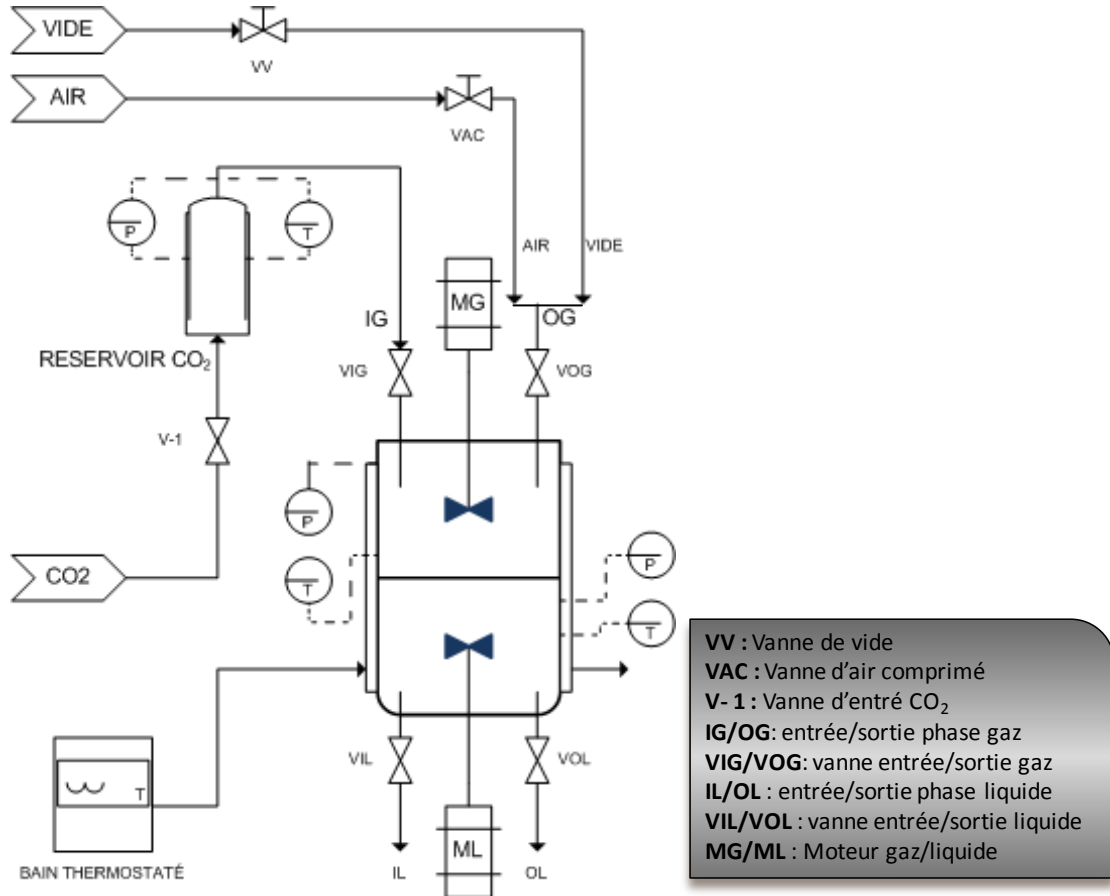 VIDE
VV
AIR
VAC
P
T
AIR
VIDE
MG
IG
OG
RESERVOIR CO₂
VIG
VOG
V-1
P
T
P
T
CO2
VIL
VOL
T
ML
BAIN THERMOSTATÉ
IL
OL
VV : Vanne de vide
VAC : Vanne d'air comprimé
V- 1 : Vanne d'entré CO₂
IG/OG: entrée/sortie phase gaz
VIG/VOG: vanne entrée/sortie gaz
IL/OL : entrée/sortie phase liquide
VIL/VOL : vanne entrée/sortie liquide
MG/ML : Moteur gaz/liquide